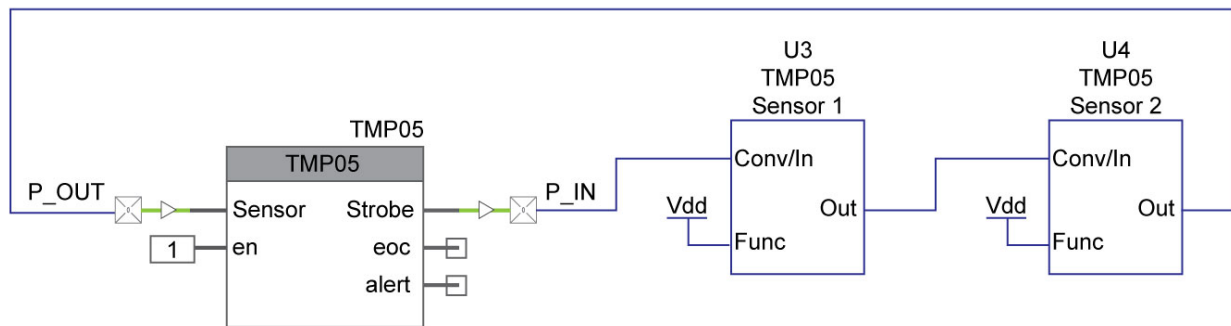 U3
TMP05
Sensor 1
U4
TMP05
Sensor 2
TMP05
TMP05
P_OUT
Sensor
Strobe
P_IN
1
en
eoc
alert
Conv/In
Vdd
Out
Func
Conv/In
Vdd
Out
Func